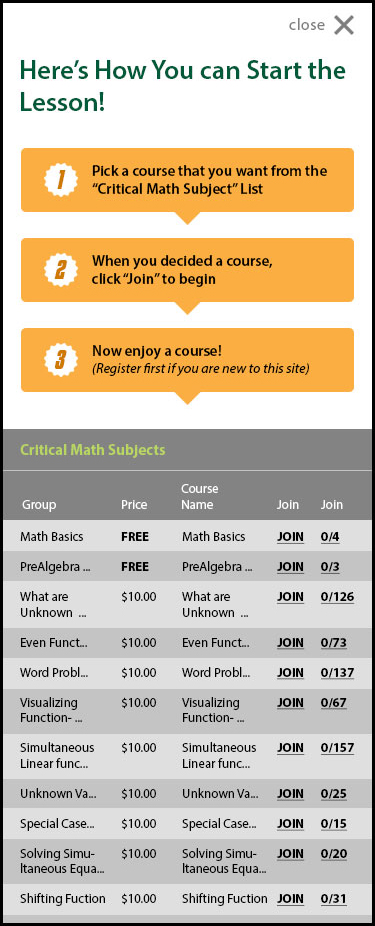 close
Here’s How You can Start the
Lesson!
1
Pick a course that you want from the
“Critical Math Subject” List
2
When you decided a course,
click “Join” to begin
3
Now enjoy a course!
(Register first if you are new to this site)
Critical Math Subjects
Group Price Course Name Join Join
Math Basics FREE Math Basics JOIN 0/4
PreAlgebra ... FREE PreAlgebra ... JOIN 0/3
What are $10.00 What are JOIN 0/126
Unknown ... Unknown ...
Even Funct... $10.00 Even Funct... JOIN 0/73
Word Probl... $10.00 Word Probl... JOIN 0/137
Visualizing $10.00 Visualizing JOIN 0/67
Function- ... Function- ...
Simultaneous $10.00 Simultaneous JOIN 0/157
Linear func... Linear func...
Unknown Va... $10.00 Unknown Va... JOIN 0/25
Special Case... $10.00 Special Case... JOIN 0/15
Solving Simu- $10.00 Solving Simu- JOIN 0/20
ltaneous Equa... ltaneous Equa...
Shifting Fuction $10.00 Shifting Fuction JOIN 0/31